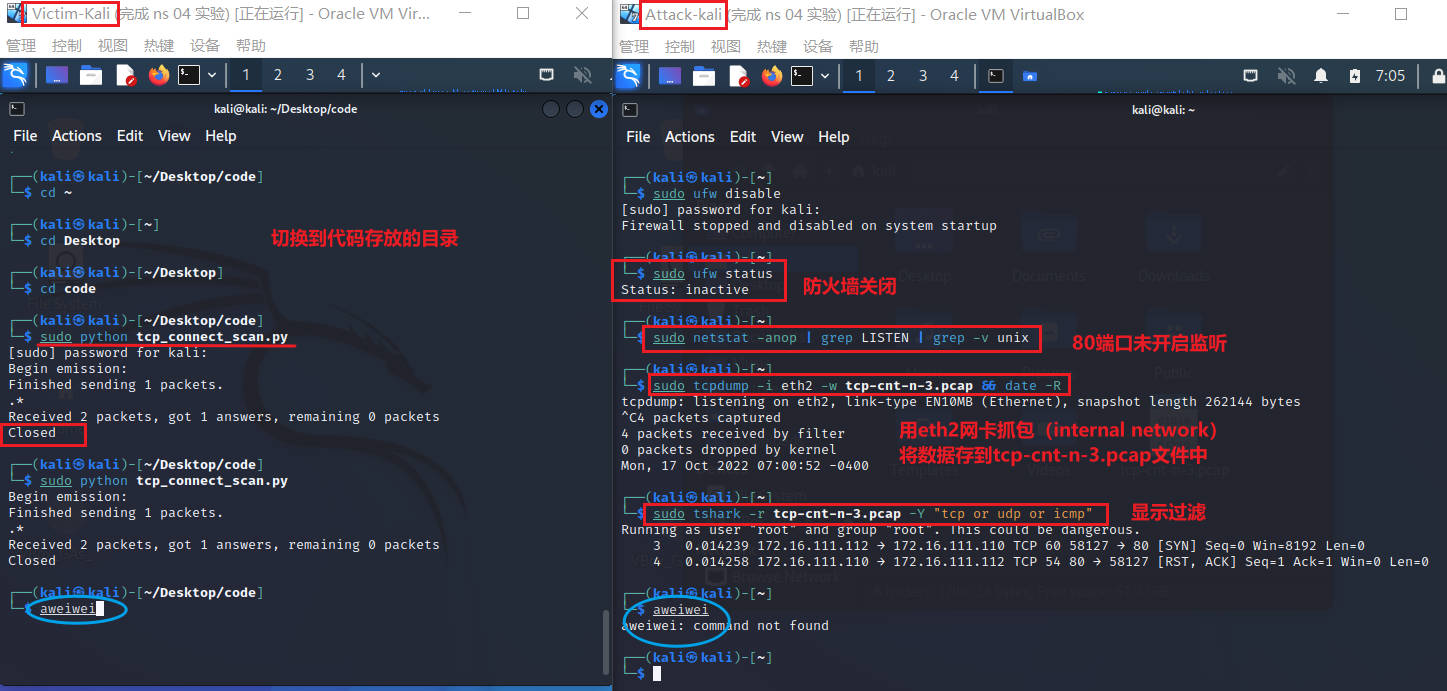 Victim-Kali (完成 ns 04 实验) [正在运行] - Oracle VM Vir...
管理 控制 视图 热键 设备 帮助
1 2 3 4
kali@kali: ~/Desktop/code
File Actions Edit View Help
┌──(kali㉿kali)-[~/Desktop/code]
└─$ cd ~
┌──(kali㉿kali)-[~]
└─$ cd Desktop
切换到代码存放的目录
┌──(kali㉿kali)-[~/Desktop]
└─$ cd code
┌──(kali㉿kali)-[~/Desktop/code]
└─$ sudo python tcp_connect_scan.py
[sudo] password for kali:
Begin emission:
Finished sending 1 packets.
.*
Received 2 packets, got 1 answers, remaining 0 packets
Closed
┌──(kali㉿kali)-[~/Desktop/code]
└─$ sudo python tcp_connect_scan.py
Begin emission:
Finished sending 1 packets.
.*
Received 2 packets, got 1 answers, remaining 0 packets
Closed
┌──(kali㉿kali)-[~/Desktop/code]
└─$ aweiwei
Attack-kali (完成 ns 04 实验) [正在运行] - Oracle VM VirtualBox
管理 控制 视图 热键 设备 帮助
1 2 3 4 7:05
kali@kali: ~
File Actions Edit View Help
┌──(kali㉿kali)-[~]
└─$ sudo ufw disable
[sudo] password for kali:
Firewall stopped and disabled on system startup
┌──(kali㉿kali)-[~]
└─$ sudo ufw status
Status: inactive
防火墙关闭
┌──(kali㉿kali)-[~]
└─$ sudo netstat -anop | grep LISTEN | grep -v unix
80端口未开启监听
┌──(kali㉿kali)-[~]
└─$ sudo tcpdump -i eth2 -w tcp-cnt-n-3.pcap && date -R
tcpdump: listening on eth2, link-type EN10MB (Ethernet), snapshot length 262144 bytes
^C4 packets captured
4 packets received by filter
0 packets dropped by kernel
Mon, 17 Oct 2022 07:00:52 -0400
用eth2网卡抓包（internal network）
将数据存到tcp-cnt-n-3.pcap文件中
┌──(kali㉿kali)-[~]
└─$ sudo tshark -r tcp-cnt-n-3.pcap -Y "tcp or udp or icmp"
显示过滤
Running as user "root" and group "root". This could be dangerous.
3 0.014239 172.16.111.112 → 172.16.111.110 TCP 60 58127 → 80 [SYN] Seq=0 Win=8192 Len=0
4 0.014258 172.16.111.110 → 172.16.111.112 TCP 54 80 → 58127 [RST, ACK] Seq=1 Ack=1 Win=0 Len=0
┌──(kali㉿kali)-[~]
└─$ aweiwei
aweiwei: command not found
┌──(kali㉿kali)-[~]
└─$